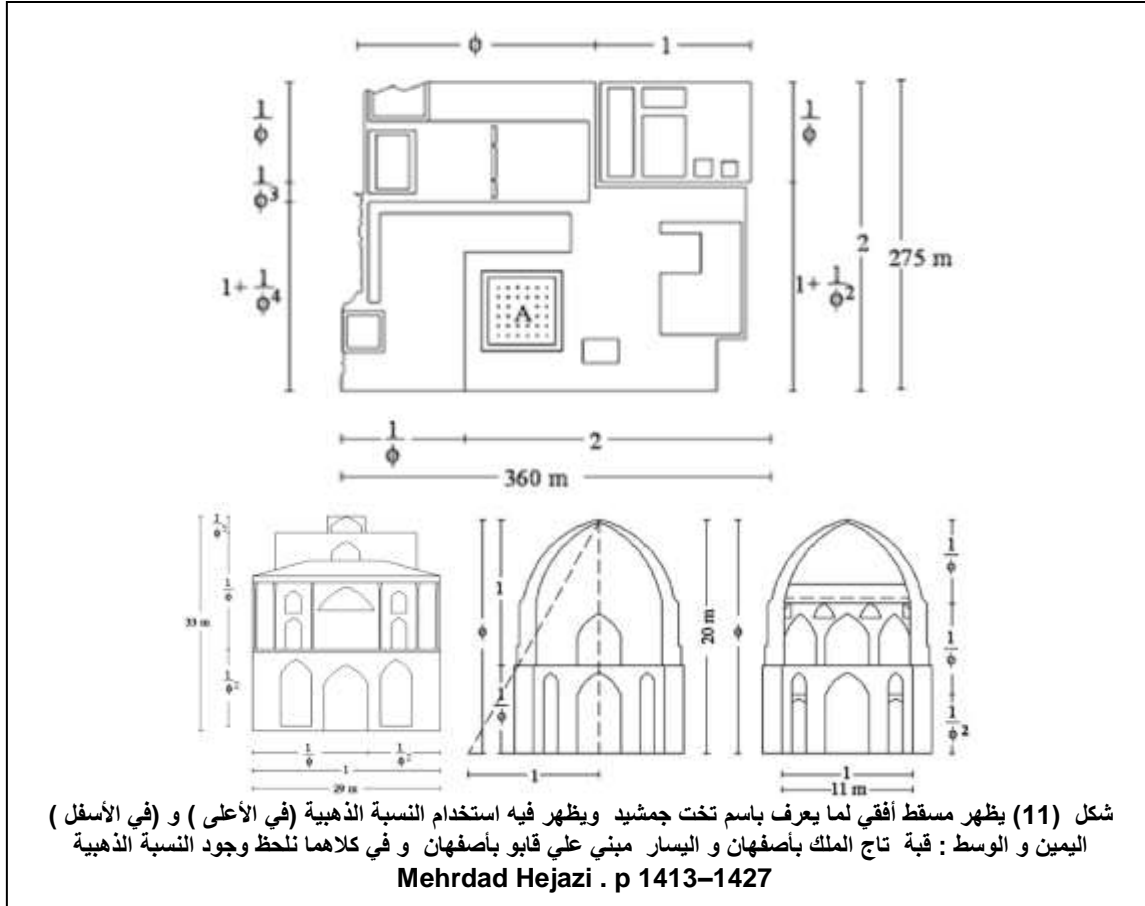 ϕ 1
1/ϕ 1/ϕ
1/ϕ³
2
275 m
1+ 1/ϕ⁴ 1+ 1/ϕ²
A
1/ϕ 2
360 m
33 m 1/ϕ 1/ϕ² ϕ 1 1/ϕ 20 m ϕ 1/ϕ 1/ϕ 1/ϕ²
1/ϕ 1/ϕ²
1 1 1
29 m 11 m
شكل (11) يظهر مسقط أفقي لما يعرف باسم تخت جمشيد ويظهر فيه استخدام النسبة الذهبية (في الأعلى ) و (في الأسفل )
اليمين و الوسط : قبة تاج الملك بأصفهان و اليسار مبني علي قابو بأصفهان و في كلاهما نلحظ وجود النسبة الذهبية
Mehrdad Hejazi . p 1413–1427